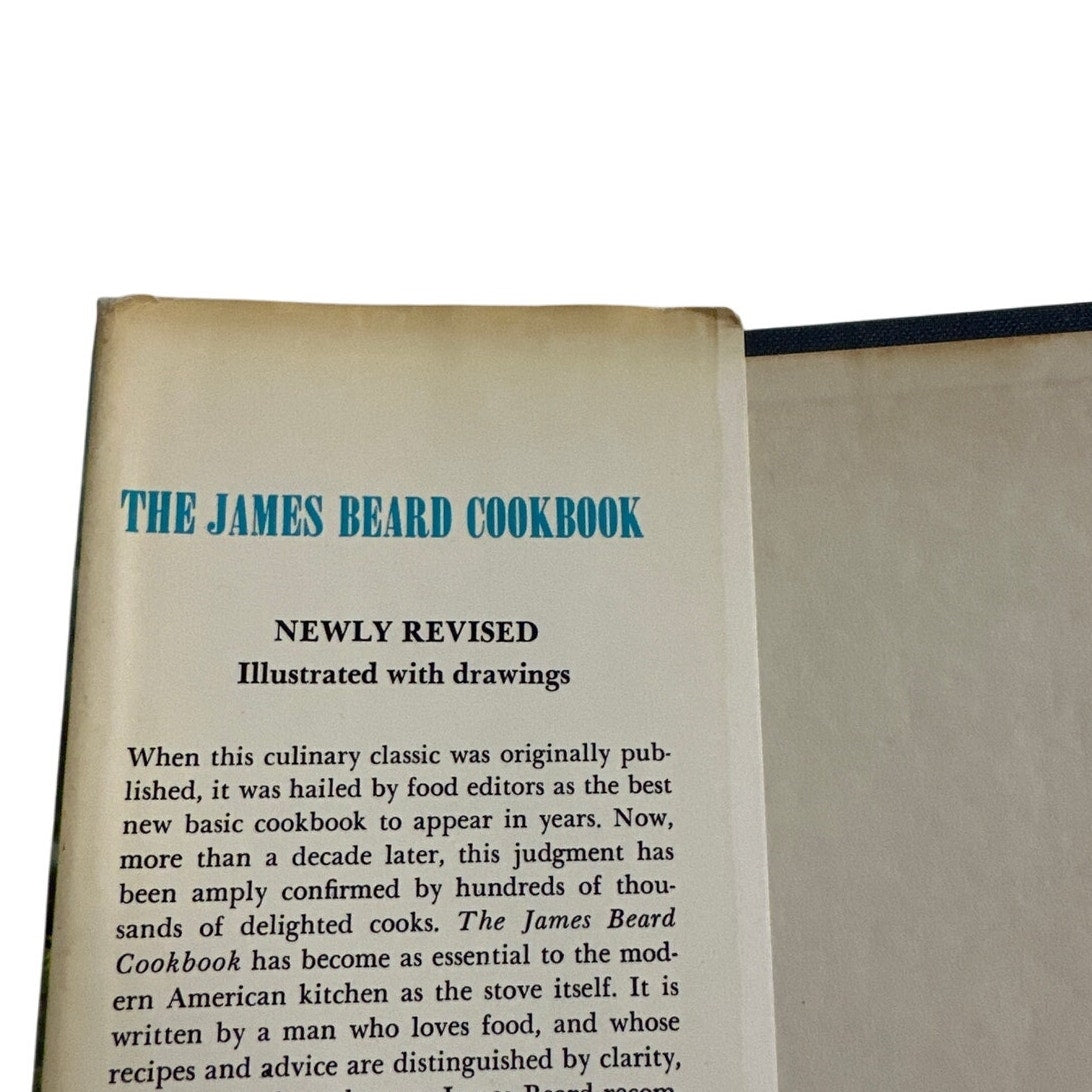 THE JAMES BEARD COOKBOOK
NEWLY REVISED
Illustrated with drawings
When this culinary classic was originally pub-
lished, it was hailed by food editors as the best
new basic cookbook to appear in years. Now,
more than a decade later, this judgment has
been amply confirmed by hundreds of thou-
sands of delighted cooks. The James Beard
Cookbook has become as essential to the mod-
ern American kitchen as the stove itself. It is
written by a man who loves food, and whose
recipes and advice are distinguished by clarity,
James Beard recom-